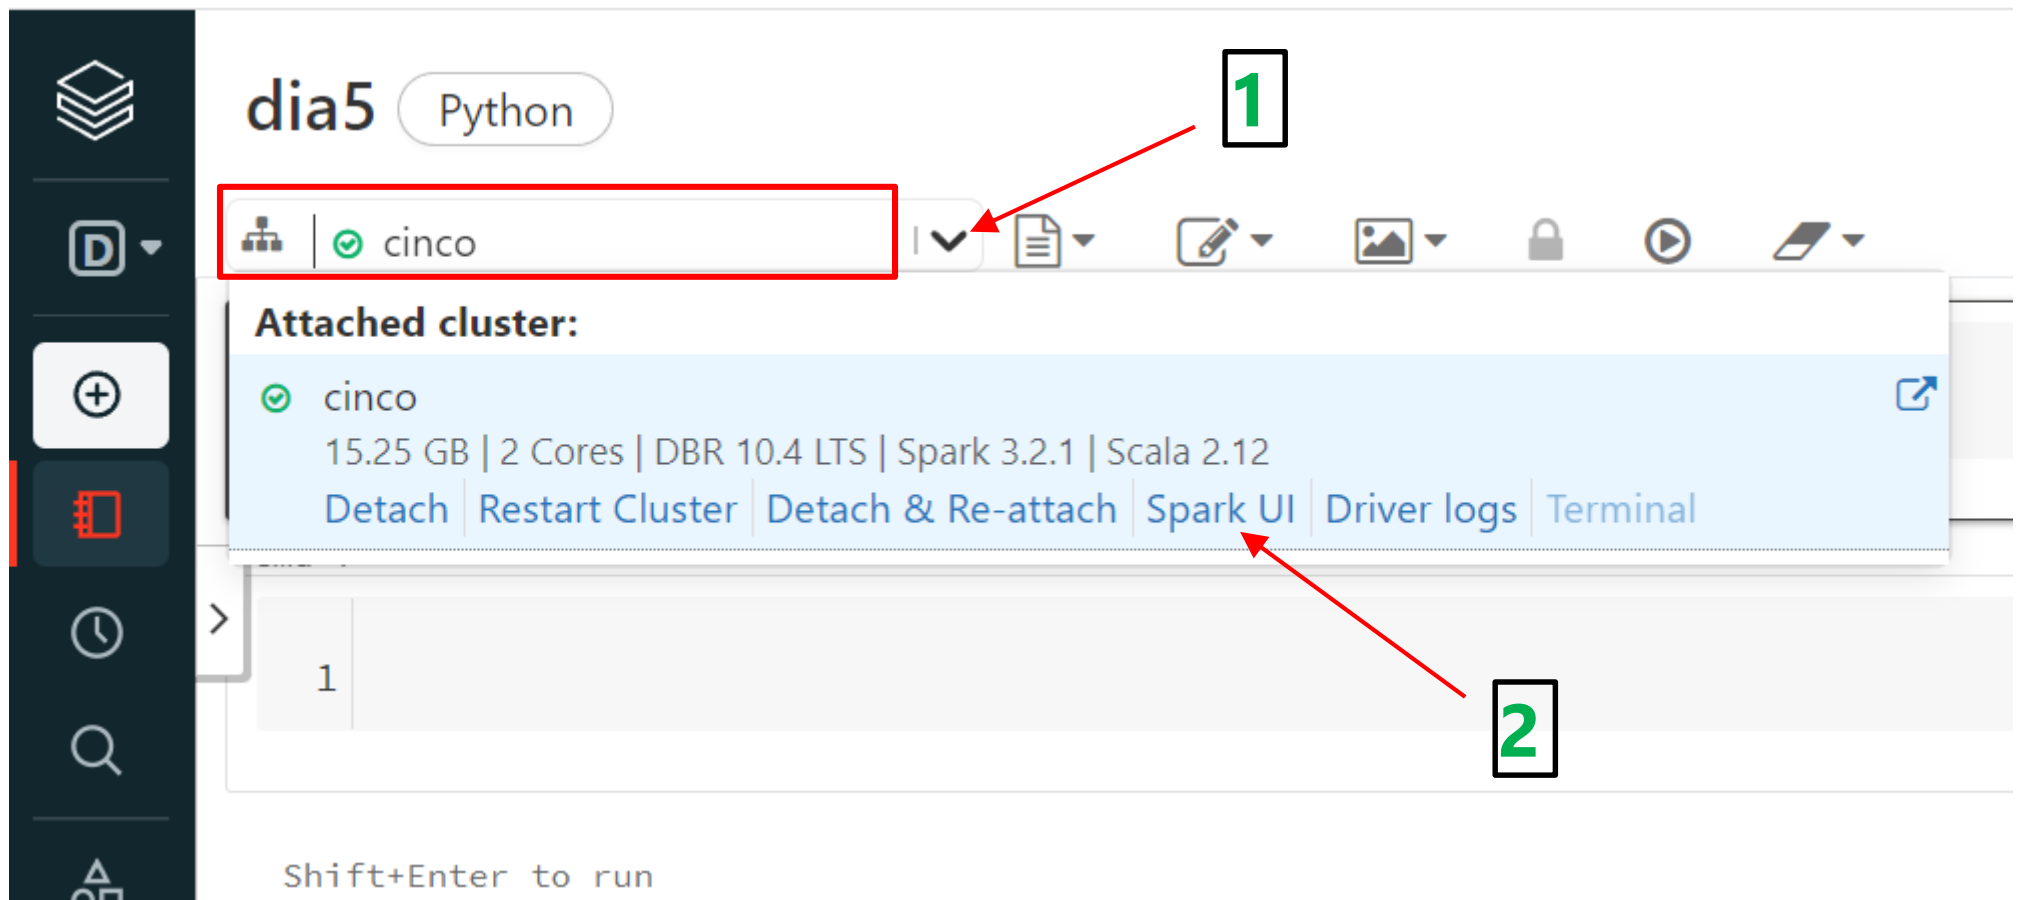 1
dia5 Python
cinco
D
Attached cluster:
cinco
15.25 GB | 2 Cores | DBR 10.4 LTS | Spark 3.2.1 | Scala 2.12
Detach Restart Cluster Detach & Re-attach Spark UI Driver logs Terminal
1
2
Shift+Enter to run